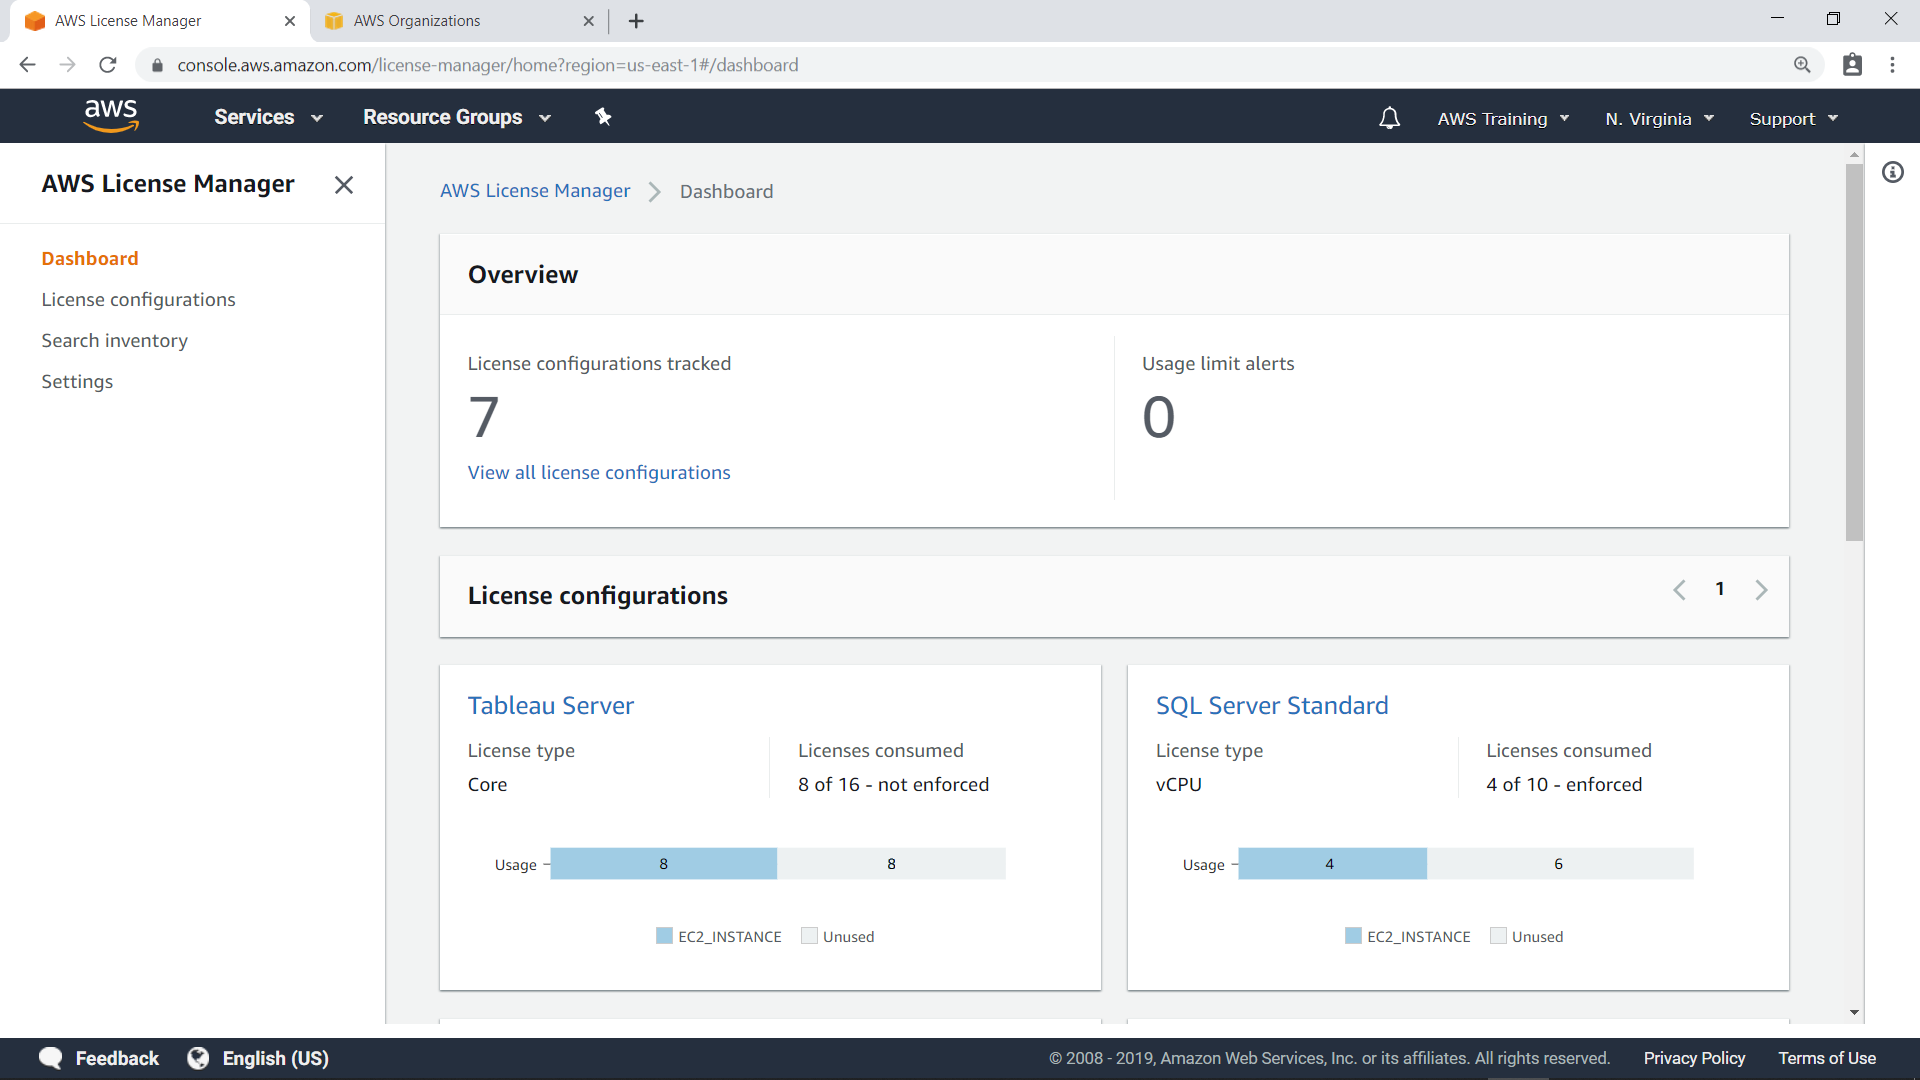 AWS License Manager
AWS Organizations
console.aws.amazon.com/license-manager/home?region=us-east-1#/dashboard
aws
Services
Resource Groups
AWS Training
N. Virginia
Support
AWS License Manager
Dashboard
License configurations
Search inventory
Settings
AWS License Manager
Dashboard
Overview
License configurations tracked
7
View all license configurations
Usage limit alerts
0
License configurations
1
Tableau Server
License type
Core
Licenses consumed
8 of 16 - not enforced
Usage
8
8
EC2_INSTANCE
Unused
SQL Server Standard
License type
vCPU
Licenses consumed
4 of 10 - enforced
Usage
4
6
EC2_INSTANCE
Unused
Feedback
English (US)
© 2008 - 2019, Amazon Web Services, Inc. or its affiliates. All rights reserved.
Privacy Policy
Terms of Use